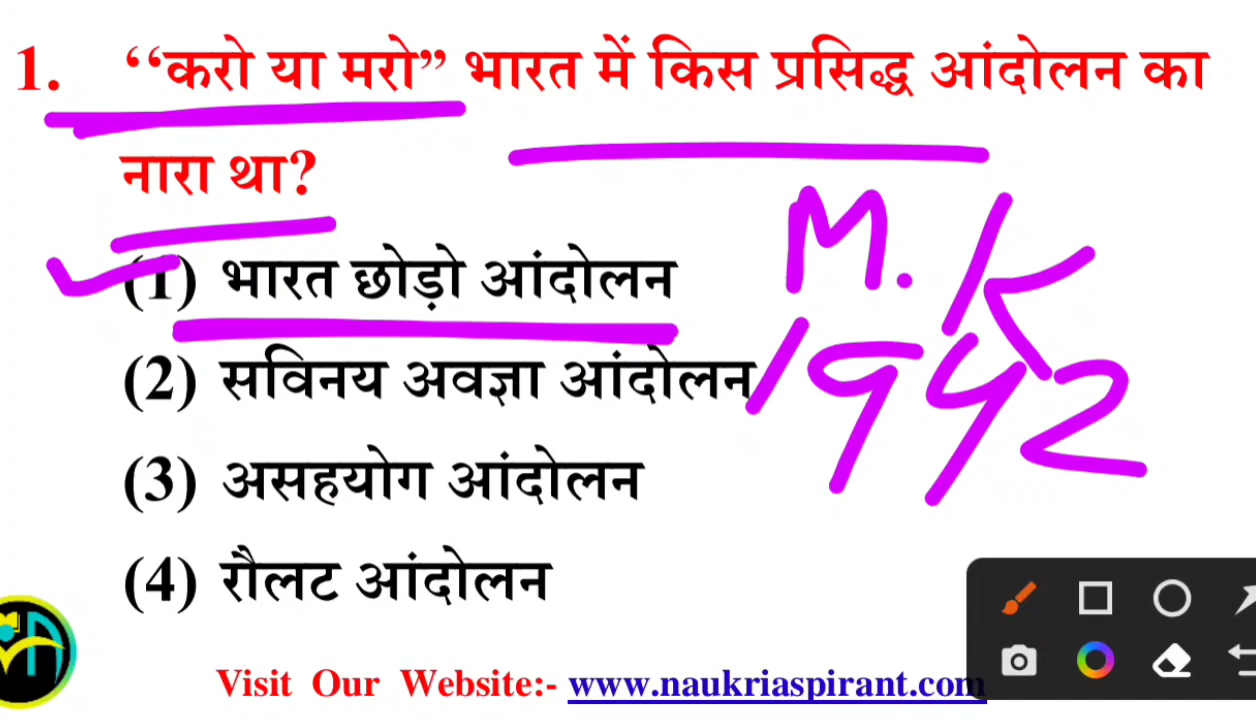 1. “करो या मरो” भारत में किस प्रसिद्ध आंदोलन का
नारा था?
M. K
(1) भारत छोड़ो आंदोलन
1942
(2) सविनय अवज्ञा आंदोलन
(3) असहयोग आंदोलन
(4) रौलट आंदोलन
Visit Our Website:- www.naukriaspirant.com